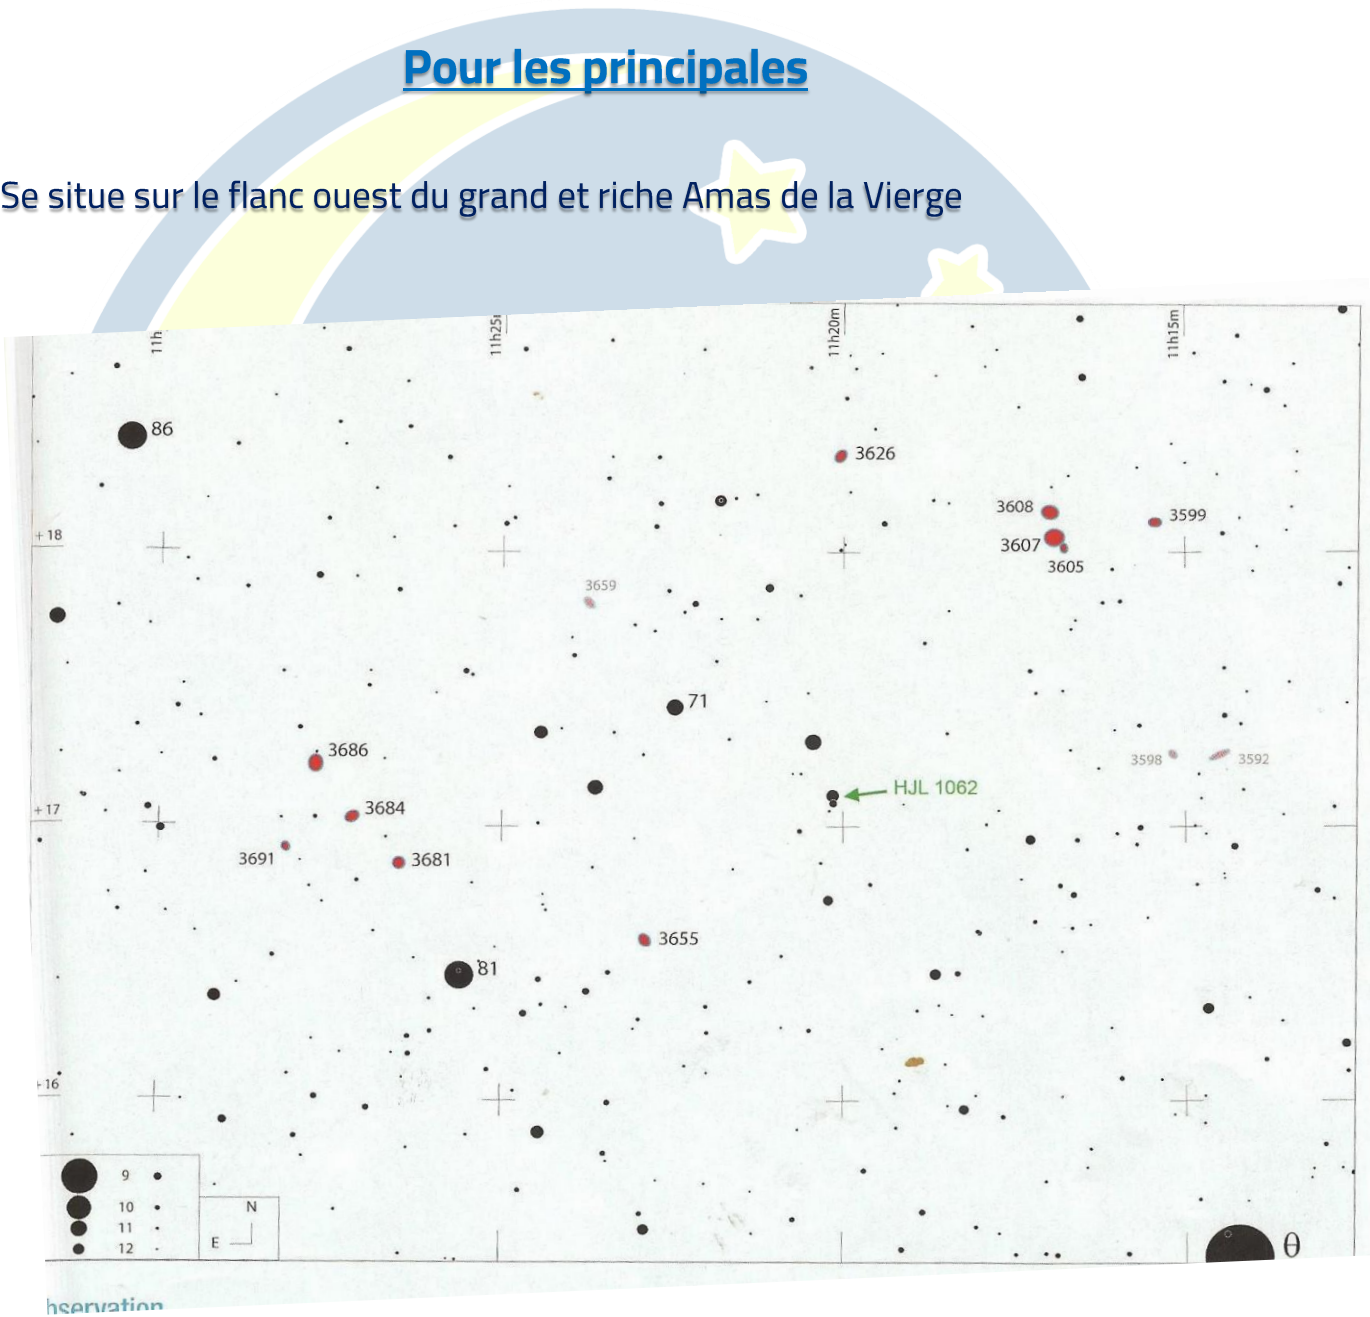 Pour les principales
Se situe sur le flanc ouest du grand et riche Amas de la Vierge
11h
11h25
11h20m
11h15m
86
3626
3608
3599
3607
3605
+18
3659
71
3686
3598
3592
HJL 1062
+17
3684
3691
3681
3655
81
+16
9
10
11
12
N
E
θ